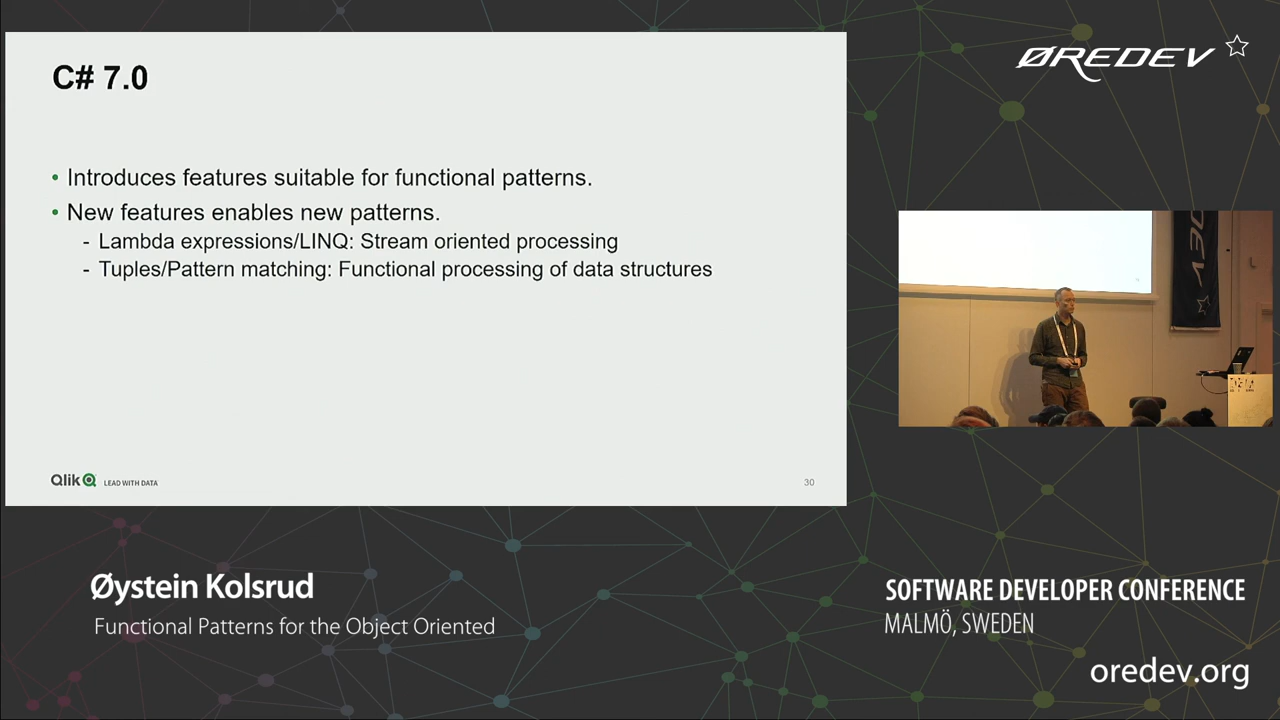 C# 7.0
• Introduces features suitable for functional patterns.
• New features enables new patterns.
- Lambda expressions/LINQ: Stream oriented processing
- Tuples/Pattern matching: Functional processing of data structures
Qlik LEAD WITH DATA
30
ØREDEV
Øystein Kolsrud
Functional Patterns for the Object Oriented
SOFTWARE DEVELOPER CONFERENCE
MALMÖ, SWEDEN
oredev.org